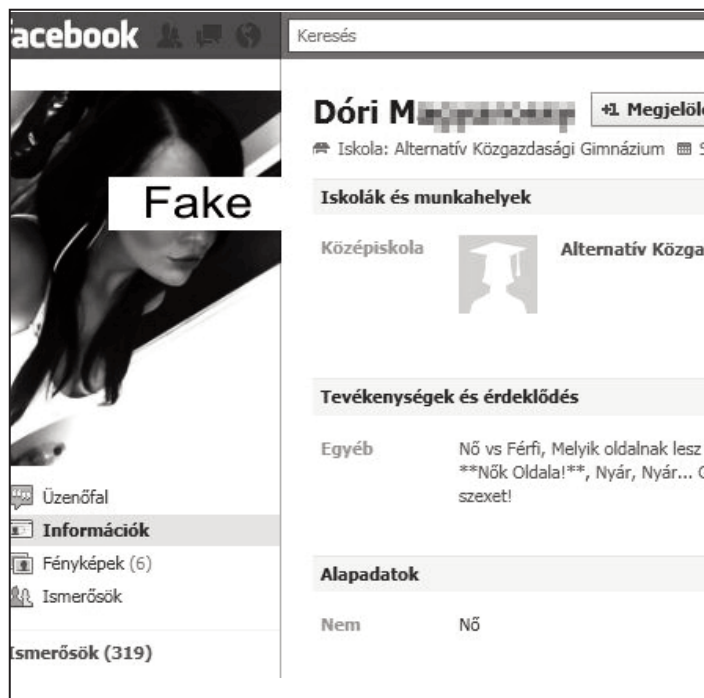 acebook
Keresés
Dóri M
+1 Megjelöl
Iskola: Alternatív Közgazdasági Gimnázium
Fake
Iskolák és munkahelyek
Középiskola
Alternatív Közga
Tevékenységek és érdeklődés
Egyéb
Nő vs Férfi, Melyik oldalnak lesz
**Nők Oldala!**, Nyár, Nyár...
szexet!
Üzenőfal
Információk
Fényképek (6)
Ismerősök
Alapadatok
Nem
Nő
Ismerősök (319)